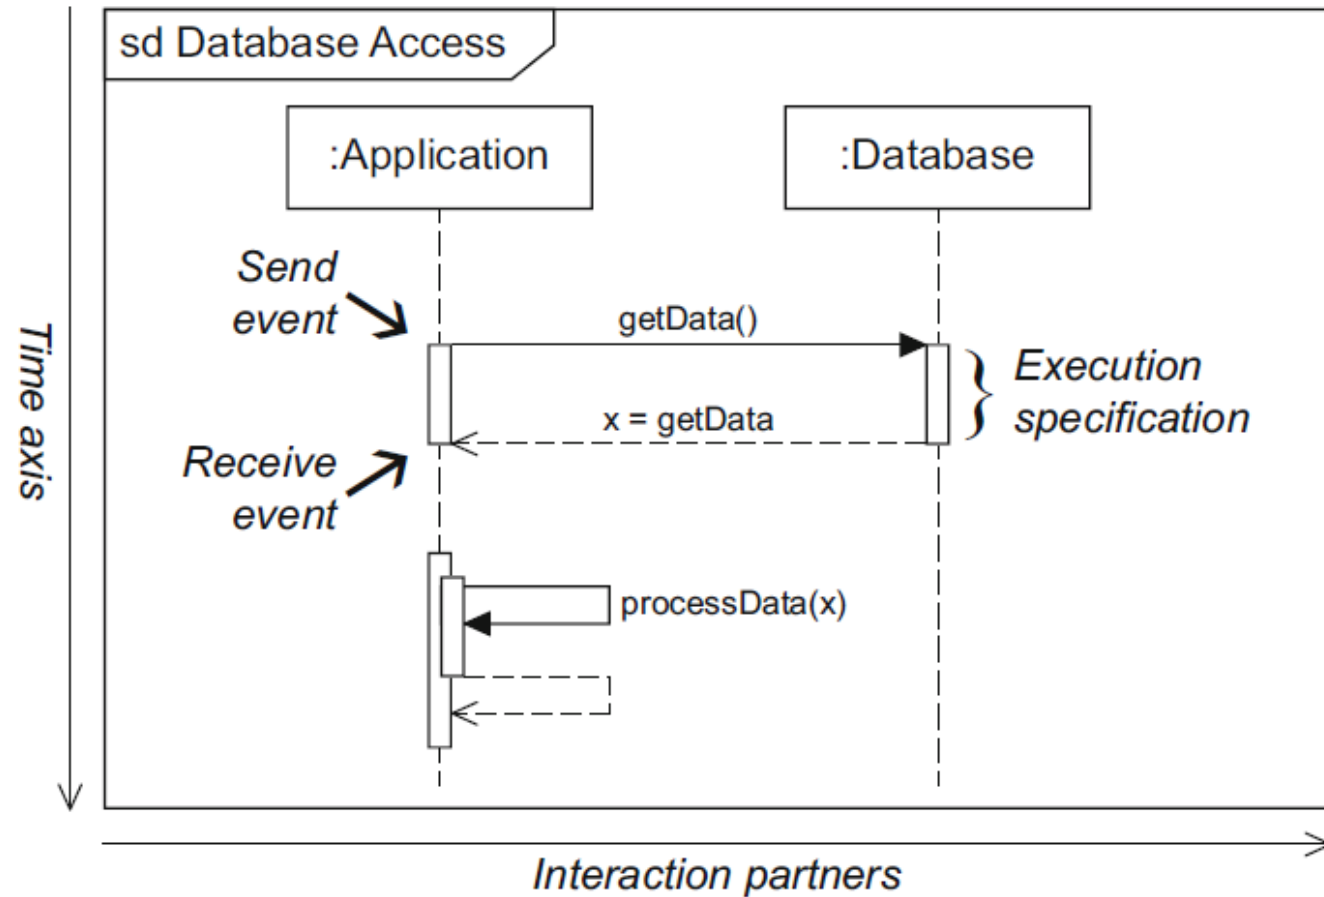 sd Database Access
:Application
:Database
Send
event
getData()
Execution
specification
x = getData
Receive
event
processData(x)
Time axis
Interaction partners